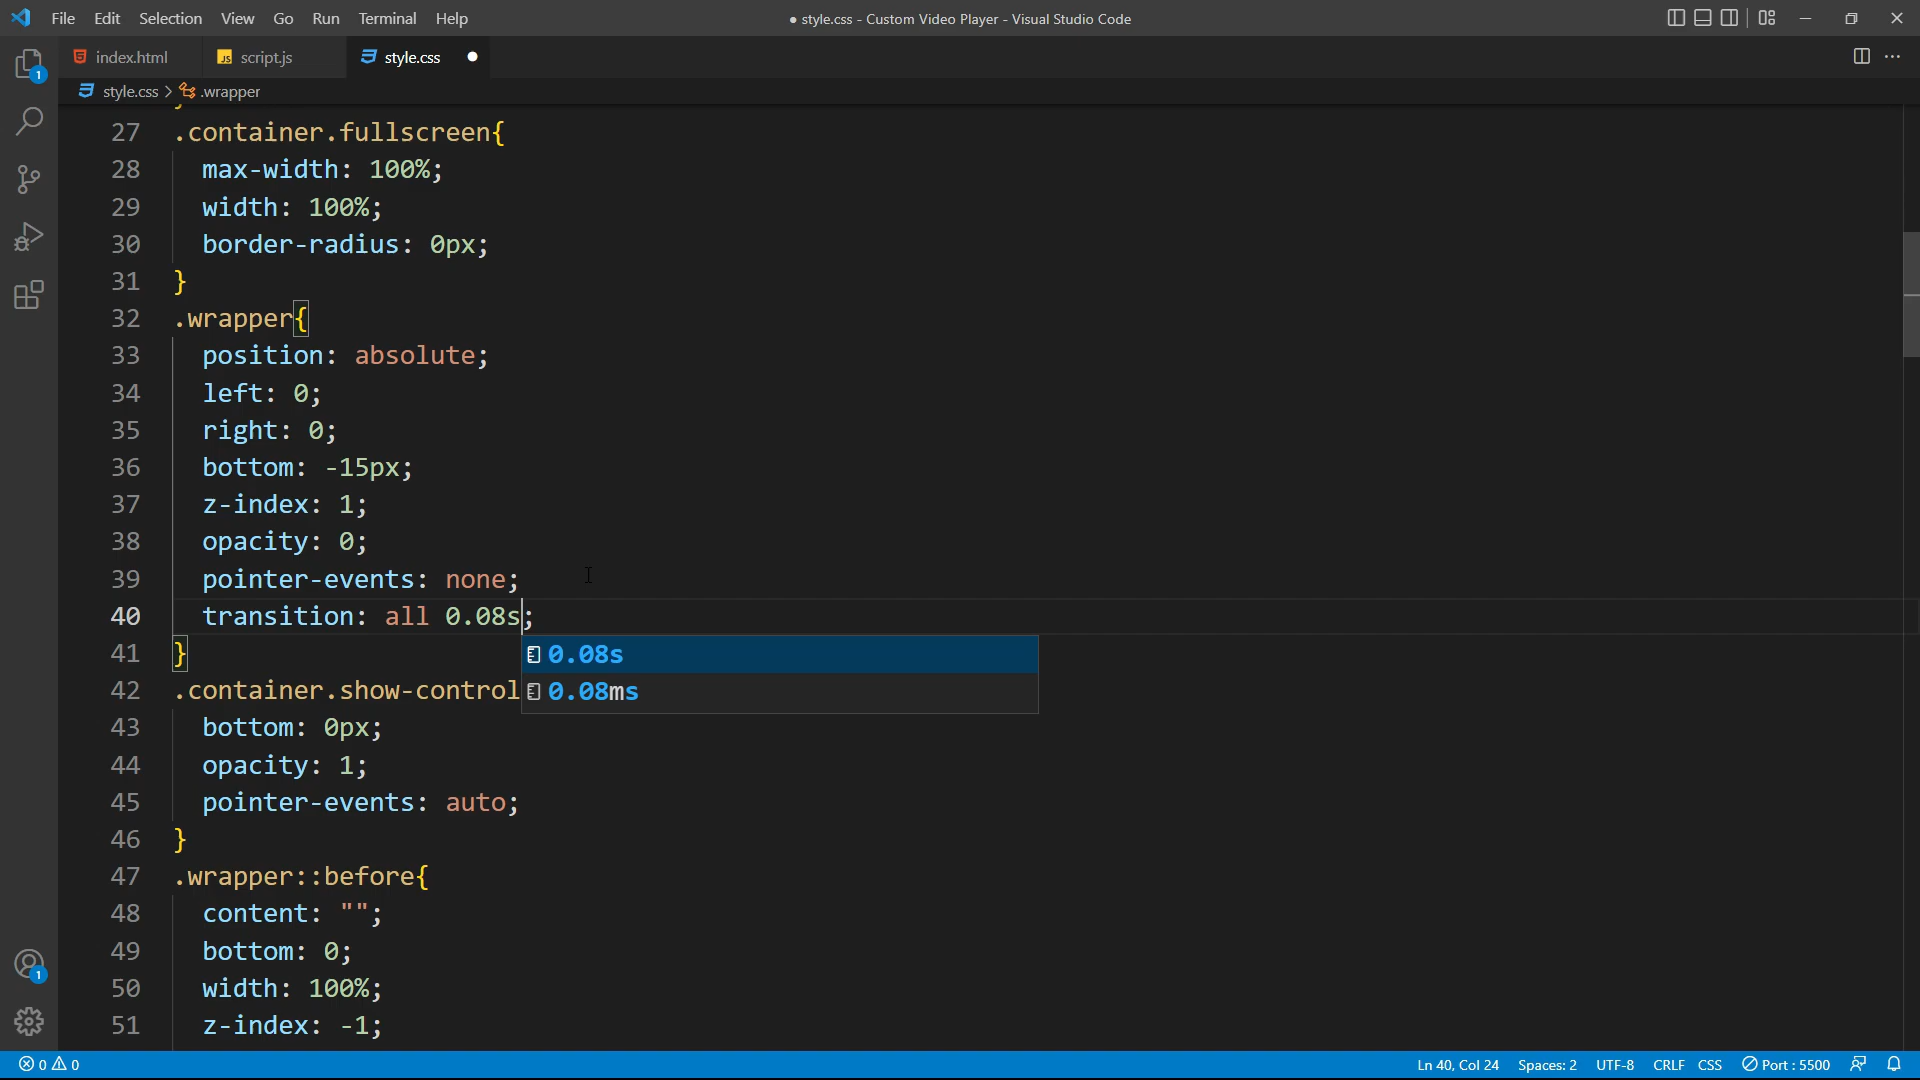 File Edit Selection View Go Run Terminal Help
● style.css - Custom Video Player - Visual Studio Code
index.html
JS script.js
style.css ●
1
style.css > .wrapper
27 .container.fullscreen{
28 max-width: 100%;
29 width: 100%;
30 border-radius: 0px;
31 }
32 .wrapper{
33 position: absolute;
34 left: 0;
35 right: 0;
36 bottom: -15px;
37 z-index: 1;
38 opacity: 0;
39 pointer-events: none;
40 transition: all 0.08s;
0.08s
41 }
42 .container.show-control
0.08ms
43 bottom: 0px;
44 opacity: 1;
45 pointer-events: auto;
46 }
47 .wrapper::before{
48 content: "";
49 bottom: 0;
1
50 width: 100%;
51 z-index: -1;
0 0
Ln 40, Col 24 Spaces: 2 UTF-8 CRLF CSS Port : 5500